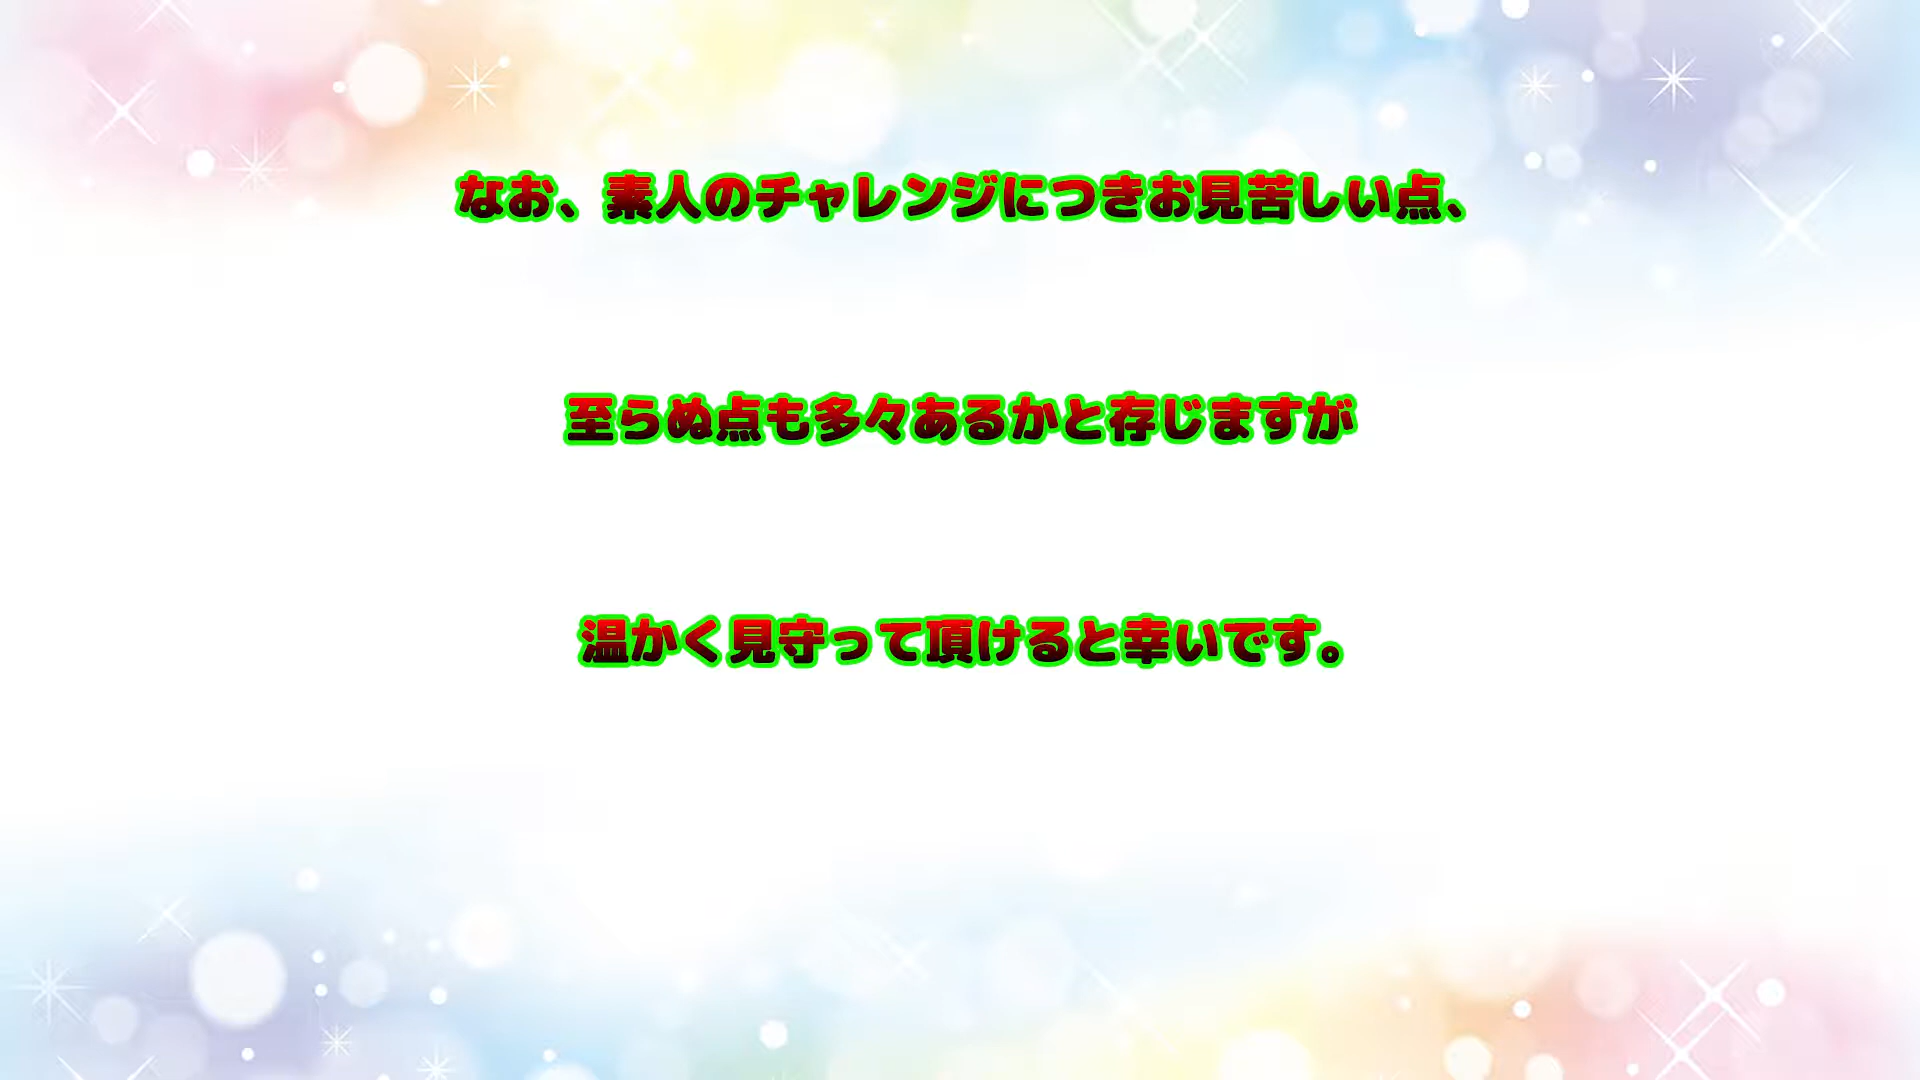 なお、素人のチャレンジにつきお見苦しい点、
至らぬ点も多々あるかと存じますが
温かく見守って頂けると幸いです。